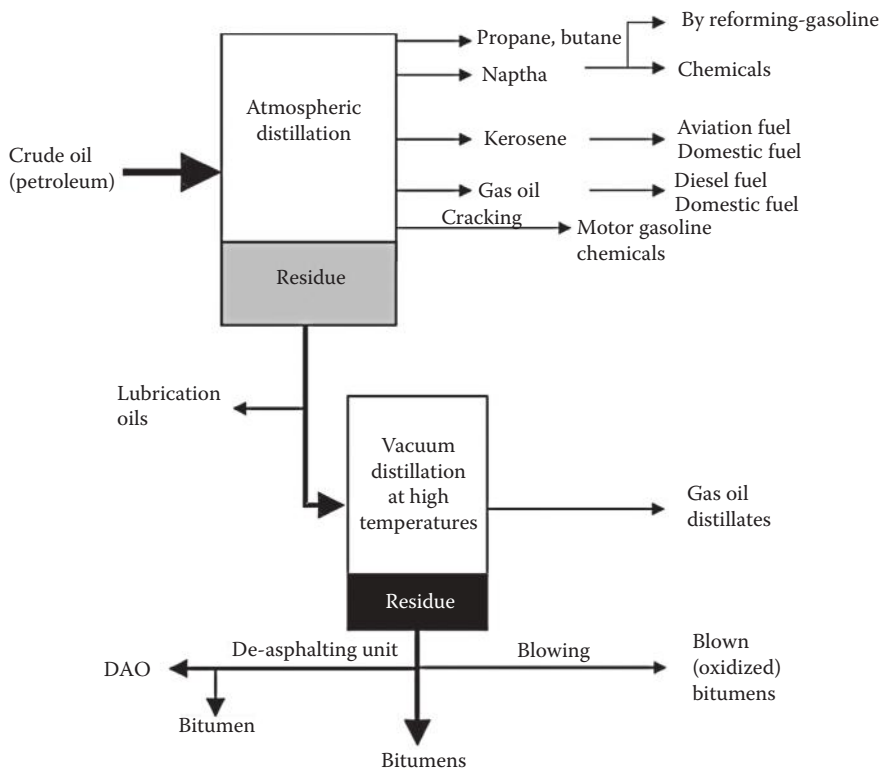 Propane, butane
By reforming-gasoline
Naptha
Chemicals
Atmospheric
distillation
Crude oil
(petroleum)
Kerosene
Aviation fuel
Domestic fuel
Gas oil
Diesel fuel
Domestic fuel
Cracking
Motor gasoline
chemicals
Residue
Lubrication
oils
Vacuum
distillation
at high
temperatures
Gas oil
distillates
Residue
De-asphalting unit
DAO
Bitumen
Blowing
Blown
(oxidized)
bitumens
Bitumens